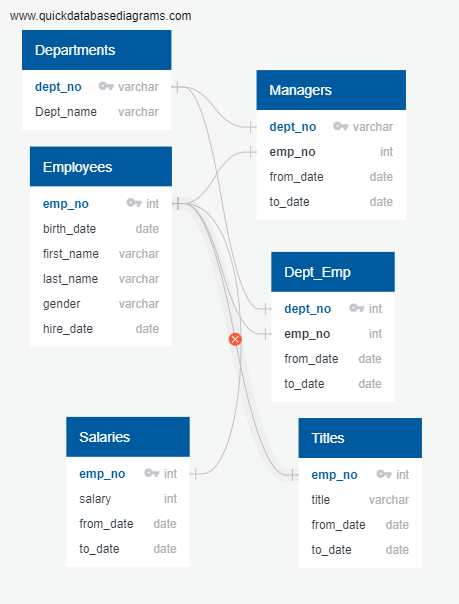 www.quickdatabasediagrams.com
Departments
dept_no varchar
Dept_name varchar
Managers
dept_no varchar
emp_no int
from_date date
to_date date
Employees
emp_no int
birth_date date
first_name varchar
last_name varchar
gender varchar
hire_date date
Dept_Emp
dept_no int
emp_no int
from_date date
to_date date
Salaries
emp_no int
salary int
from_date date
to_date date
Titles
emp_no int
title varchar
from_date date
to_date date